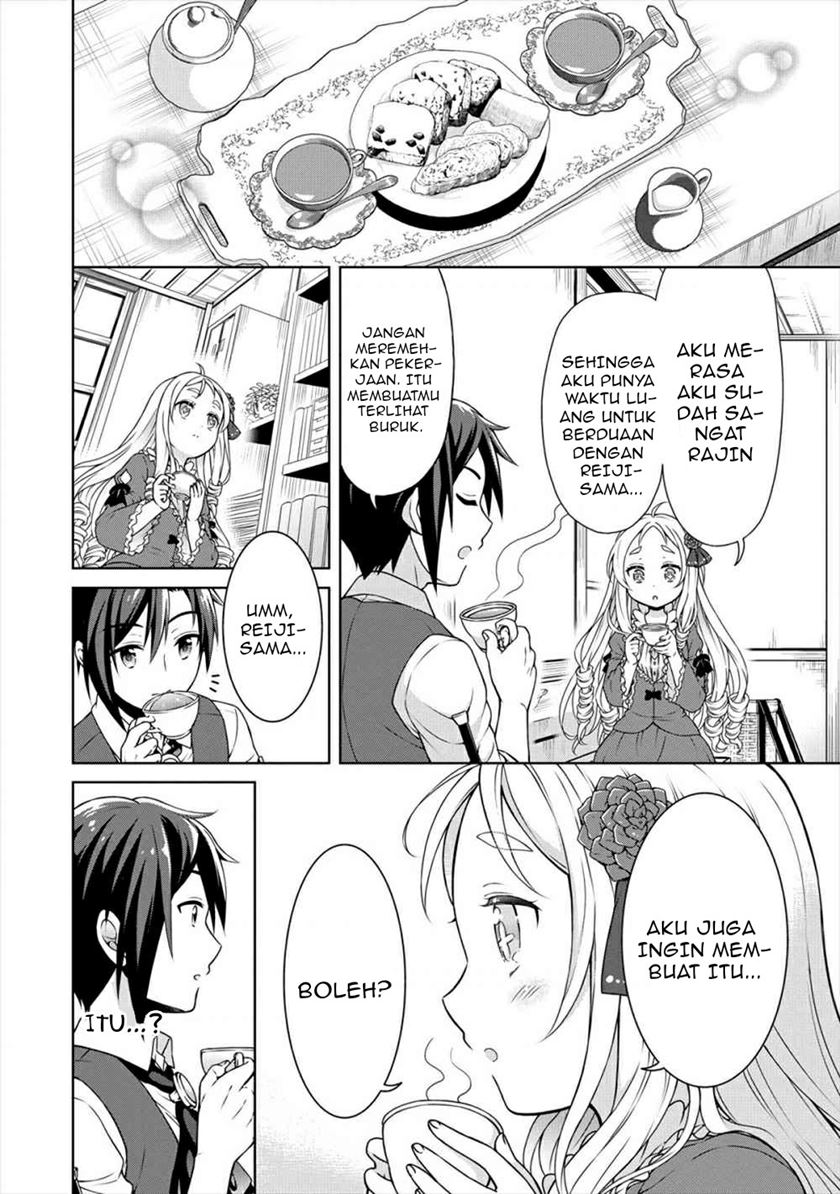 AKU ME-
RASA
AKU SU-
DAH SA-
NGAT
RAJIN
SEHINGGA
AKU PUNYA
WAKTU LU-
ANG UNTUK
BERDUAAN
DENGAN
REIJI-
SAMA...
JANGAN
MEREMEH-
KAN PEKER-
JAAN. ITU
MEMBUATMU
TERLIHAT
BURUK.
UMM,
REIJI-
SAMA...
AKU JUGA
INGIN MEM-
BUAT ITU...
BOLEH?
ITU...?